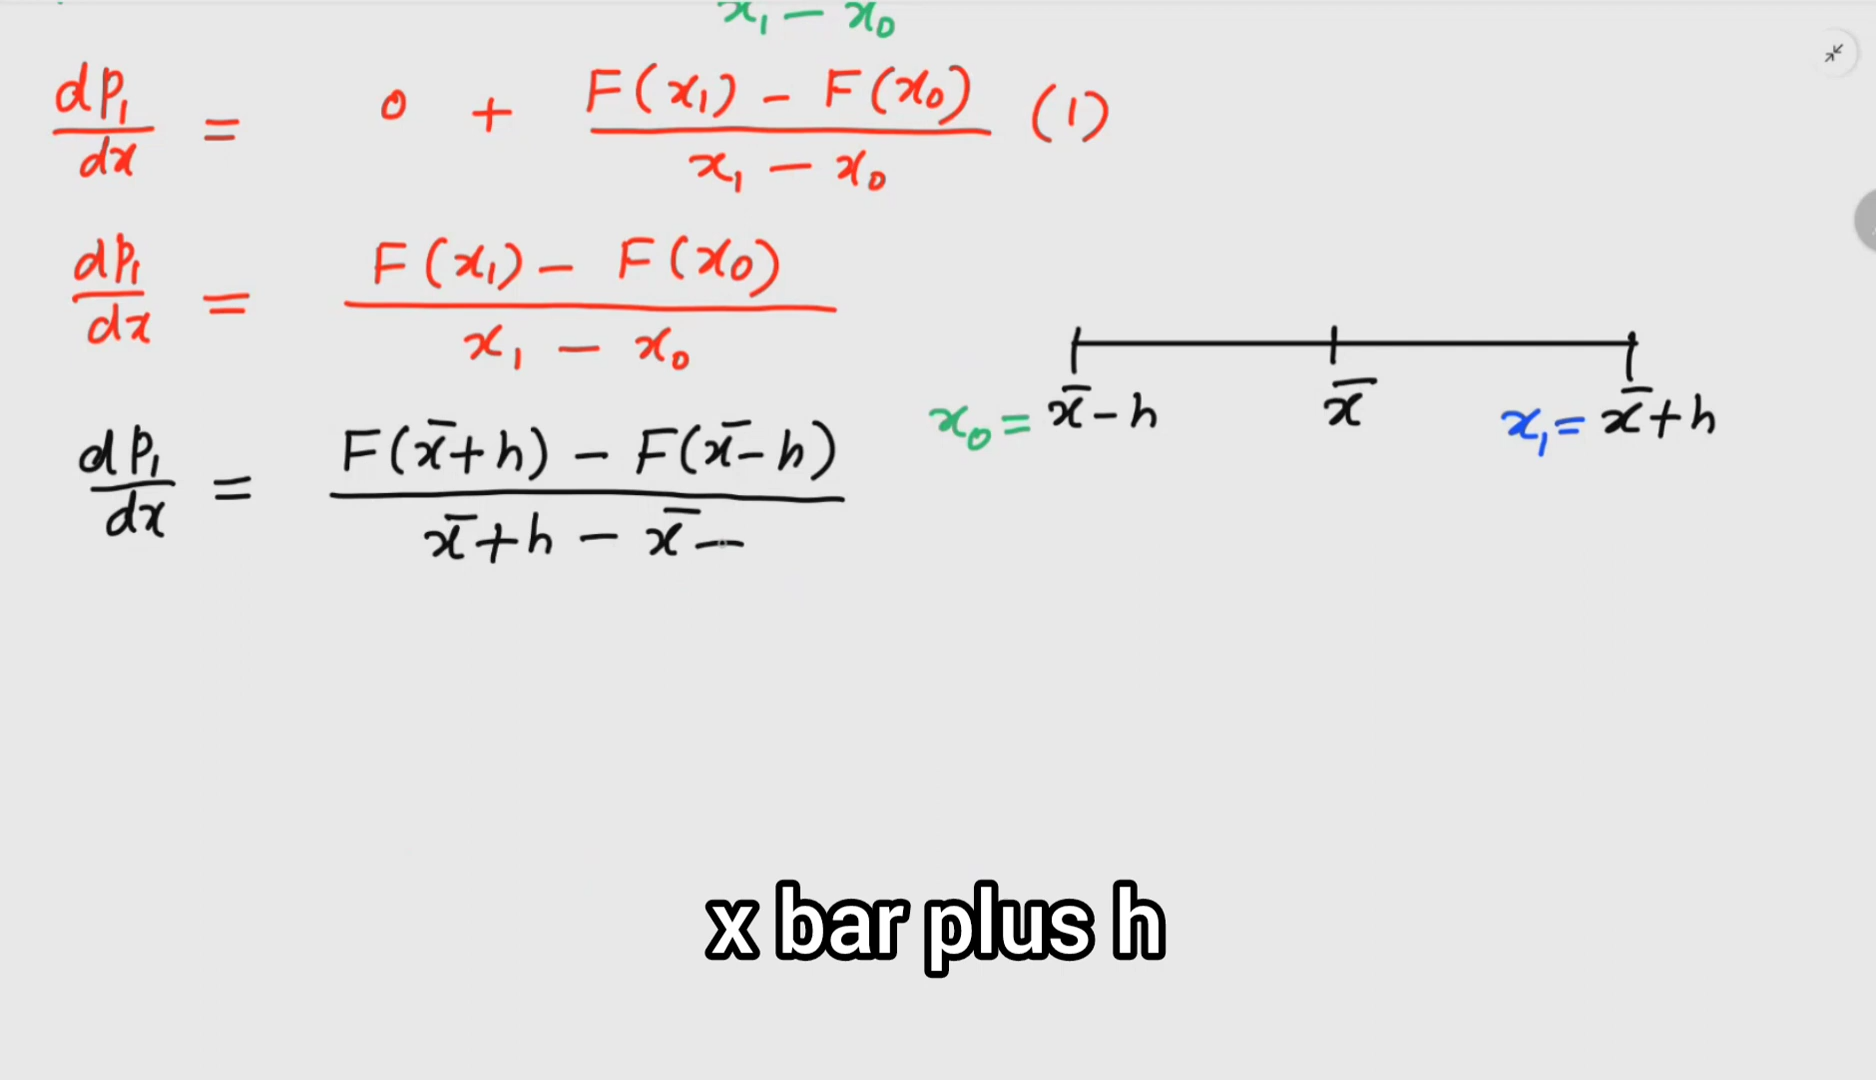 x₁ − x₀
dP₁/dx = 0 + (F(x₁) − F(x₀))/(x₁ − x₀) (1)
dP₁/dx = (F(x₁) − F(x₀))/(x₁ − x₀)
x₀ = x̄ − h x̄ x₁ = x̄ + h
dP₁/dx = (F(x̄+h) − F(x̄−h))/(x̄+h − x̄ −
x bar plus h